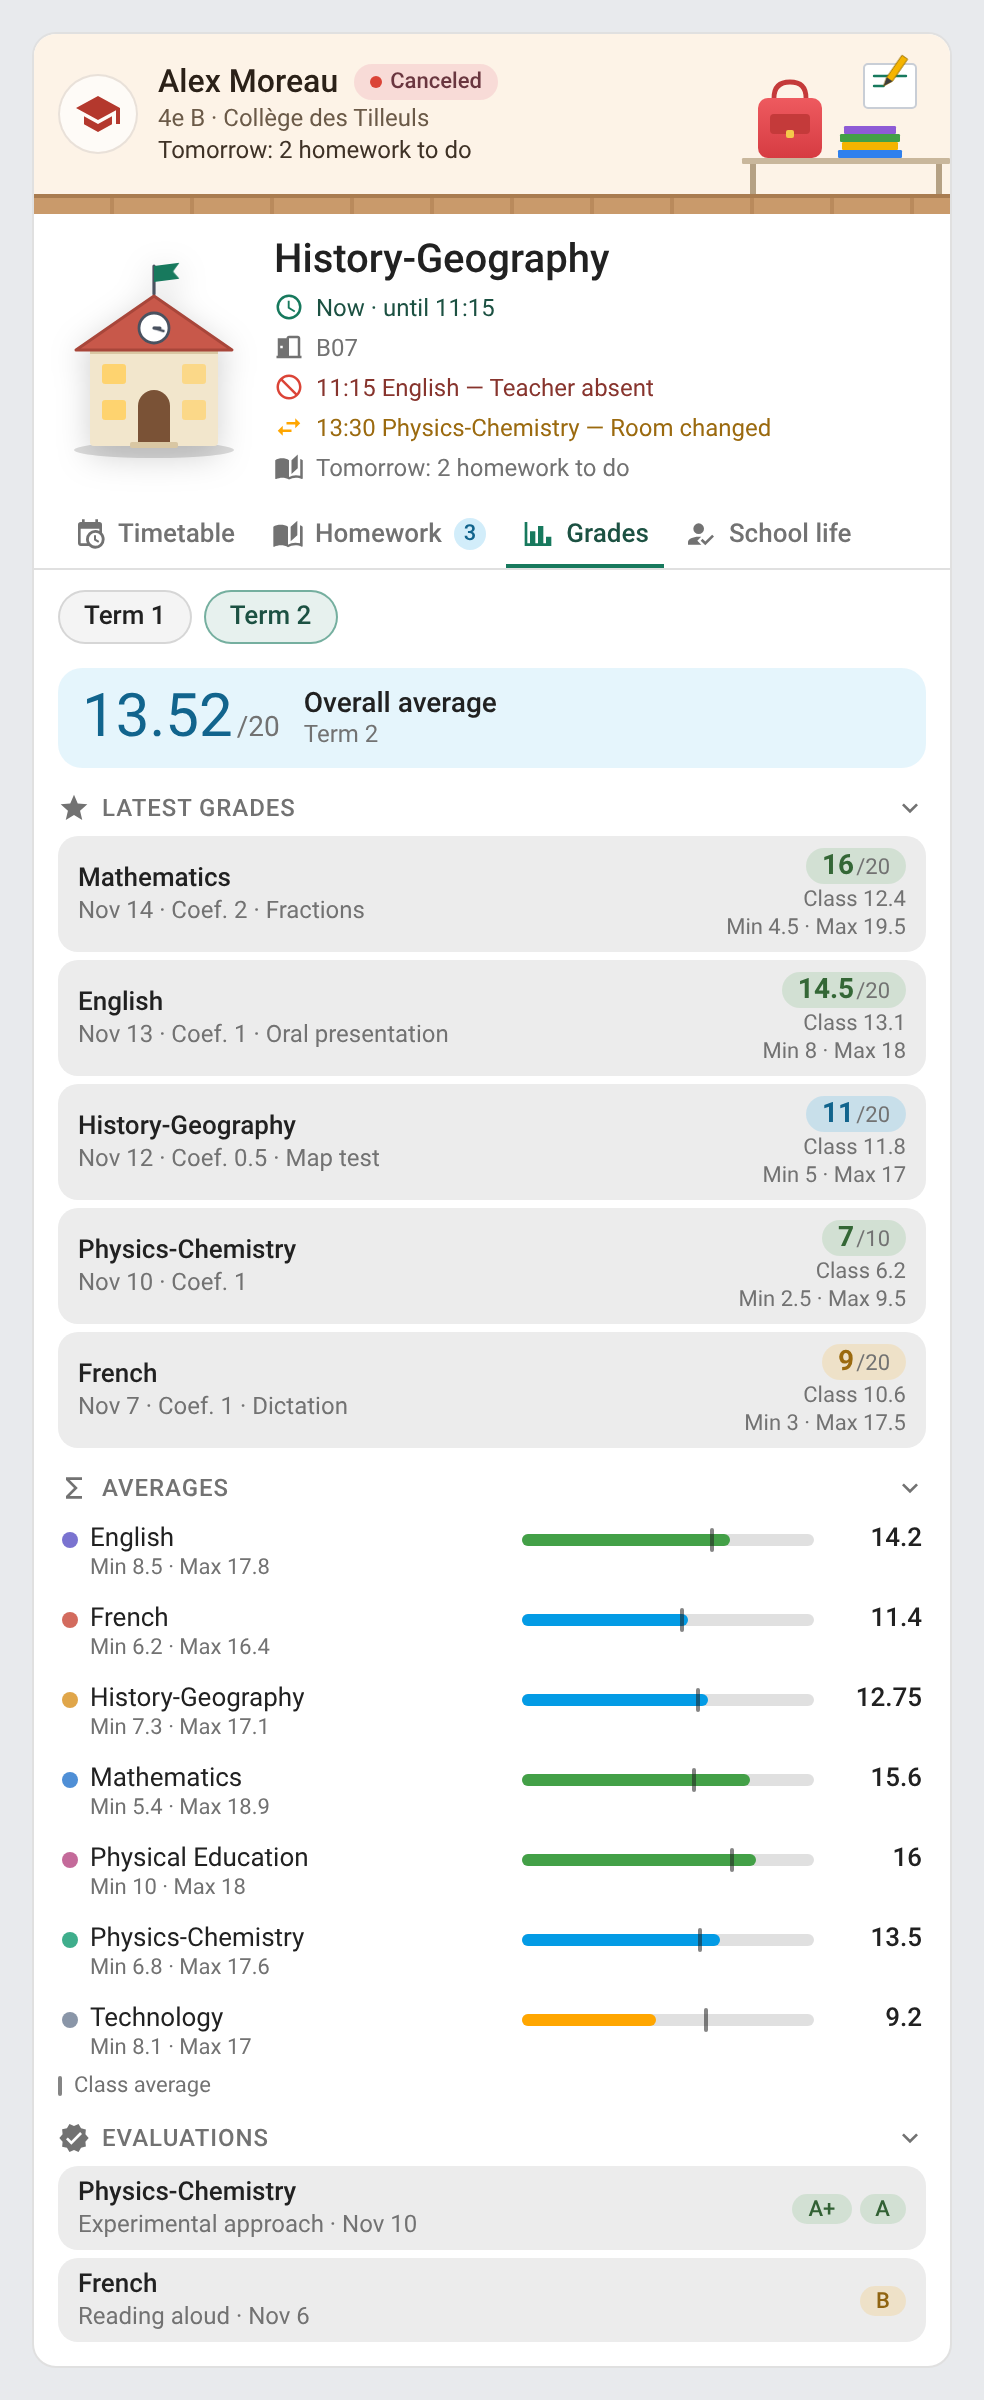 Alex Moreau Canceled
4e B · Collège des Tilleuls
Tomorrow: 2 homework to do
History-Geography
Now · until 11:15
B07
11:15 English — Teacher absent
13:30 Physics-Chemistry — Room changed
Tomorrow: 2 homework to do
Timetable Homework 3 Grades School life
Term 1 Term 2
13.52/20 Overall average
Term 2
LATEST GRADES
Mathematics 16/20
Nov 14 · Coef. 2 · Fractions Class 12.4
Min 4.5 · Max 19.5
English 14.5/20
Nov 13 · Coef. 1 · Oral presentation Class 13.1
Min 8 · Max 18
History-Geography 11/20
Nov 12 · Coef. 0.5 · Map test Class 11.8
Min 5 · Max 17
Physics-Chemistry 7/10
Nov 10 · Coef. 1 Class 6.2
Min 2.5 · Max 9.5
French 9/20
Nov 7 · Coef. 1 · Dictation Class 10.6
Min 3 · Max 17.5
AVERAGES
English 14.2
Min 8.5 · Max 17.8
French 11.4
Min 6.2 · Max 16.4
History-Geography 12.75
Min 7.3 · Max 17.1
Mathematics 15.6
Min 5.4 · Max 18.9
Physical Education 16
Min 10 · Max 18
Physics-Chemistry 13.5
Min 6.8 · Max 17.6
Technology 9.2
Min 8.1 · Max 17
Class average
EVALUATIONS
Physics-Chemistry A+ A
Experimental approach · Nov 10
French B
Reading aloud · Nov 6